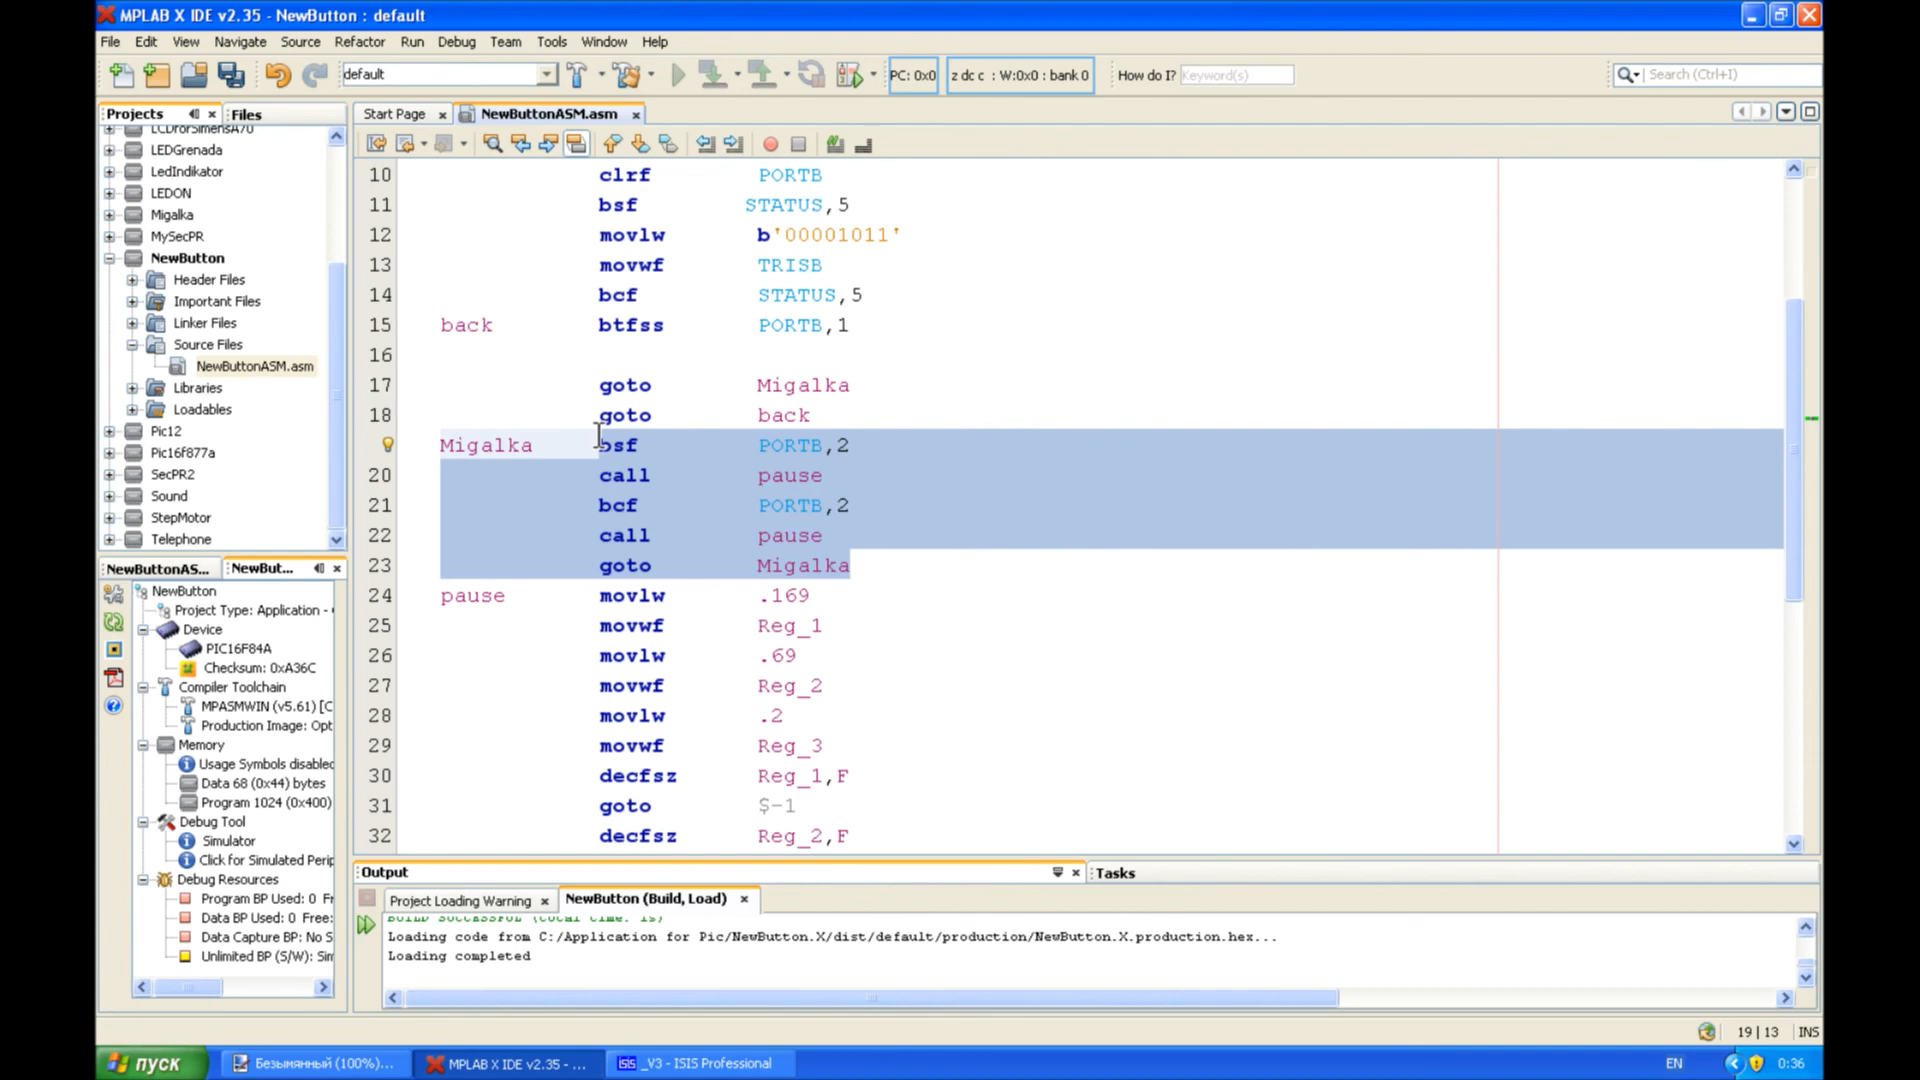 MPLAB X IDE v2.35 - NewButton : default
File Edit View Navigate Source Refactor Run Debug Team Tools Window Help
default PC: 0x0 z dc c : W:0x0 : bank 0 How do I? Keyword(s) Search (Ctrl+I)
Projects Files
LEDGrenada
LedIndikator
LEDON
Migalka
MySecPR
NewButton
Header Files
Important Files
Linker Files
Source Files
NewButtonASM.asm
Libraries
Loadables
Pic12
Pic16f877a
SecPR2
Sound
StepMotor
Telephone
NewButtonAS... NewBut...
NewButton
Project Type: Application -
Device
PIC16F84A
Checksum: 0xA36C
Compiler Toolchain
MPASMWIN (v5.61) [C
Production Image: Opt
Memory
Usage Symbols disabled
Data 68 (0x44) bytes
Program 1024 (0x400)
Debug Tool
Simulator
Click for Simulated Perip
Debug Resources
Program BP Used: 0 Fr
Data BP Used: 0 Free:
Data Capture BP: No S
Unlimited BP (S/W): Sim
Start Page NewButtonASM.asm
10 clrf PORTB
11 bsf STATUS,5
12 movlw b'00001011'
13 movwf TRISB
14 bcf STATUS,5
15 back btfss PORTB,1
16
17 goto Migalka
18 goto back
Migalka bsf PORTB,2
20 call pause
21 bcf PORTB,2
22 call pause
23 goto Migalka
24 pause movlw .169
25 movwf Reg_1
26 movlw .69
27 movwf Reg_2
28 movlw .2
29 movwf Reg_3
30 decfsz Reg_1,F
31 goto $-1
32 decfsz Reg_2,F
Output Tasks
Project Loading Warning NewButton (Build, Load)
BUILD SUCCESSFUL (total time: 1s)
Loading code from C:/Application for Pic/NewButton.X/dist/default/production/NewButton.X.production.hex...
Loading completed
19 | 13 INS
пуск Безымянный (100%)... MPLAB X IDE v2.35 - ... _V3 - ISIS Professional EN 0:36